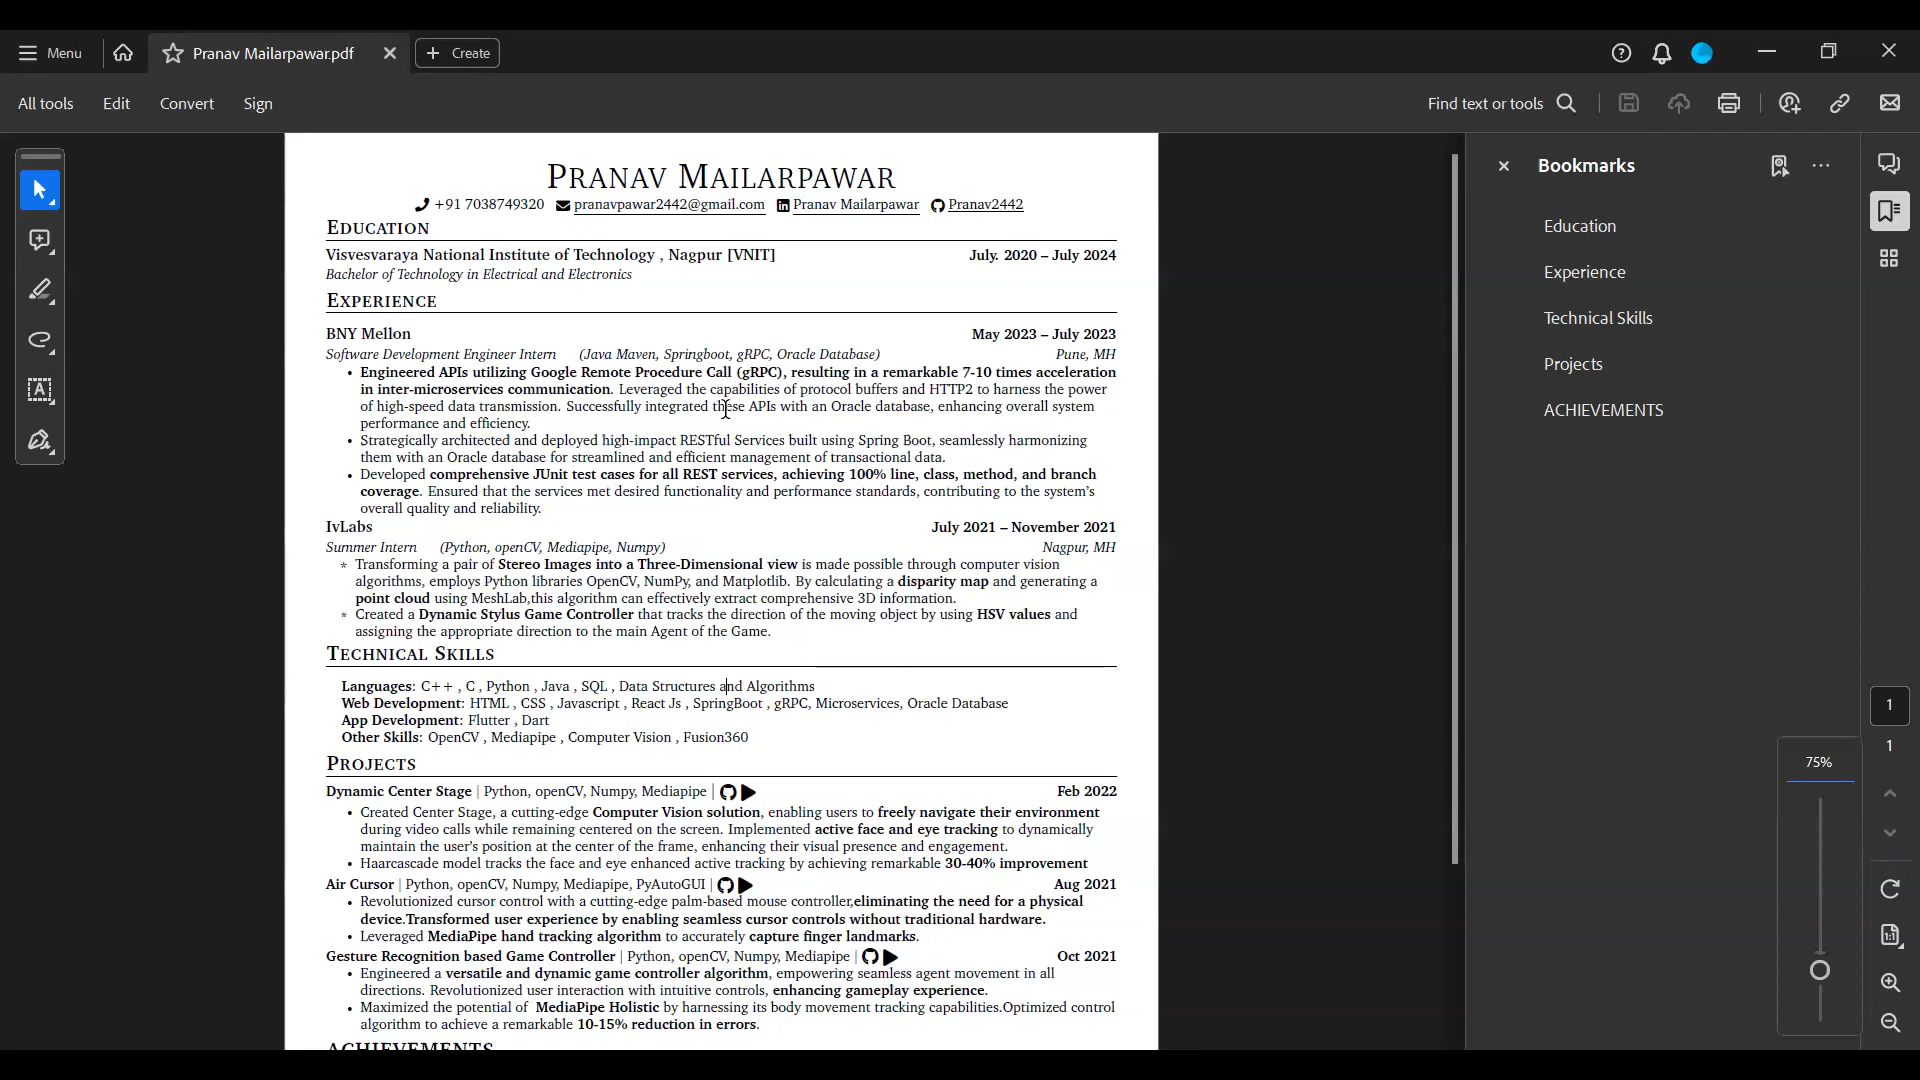 Menu
Pranav Mailarpawar.pdf
Create
All tools
Edit
Convert
Sign
Find text or tools
PRANAV MAILARPAWAR
+91 7038749320 pranavpawar2442@gmail.com Pranav Mailarpawar Pranav2442
EDUCATION
Visvesvaraya National Institute of Technology , Nagpur [VNIT] July. 2020 – July 2024
Bachelor of Technology in Electrical and Electronics
EXPERIENCE
BNY Mellon May 2023 – July 2023
Software Development Engineer Intern (Java Maven, Springboot, gRPC, Oracle Database) Pune, MH
• Engineered APIs utilizing Google Remote Procedure Call (gRPC), resulting in a remarkable 7-10 times acceleration
in inter-microservices communication. Leveraged the capabilities of protocol buffers and HTTP2 to harness the power
of high-speed data transmission. Successfully integrated these APIs with an Oracle database, enhancing overall system
performance and efficiency.
• Strategically architected and deployed high-impact RESTful Services built using Spring Boot, seamlessly harmonizing
them with an Oracle database for streamlined and efficient management of transactional data.
• Developed comprehensive JUnit test cases for all REST services, achieving 100% line, class, method, and branch
coverage. Ensured that the services met desired functionality and performance standards, contributing to the system's
overall quality and reliability.
IvLabs July 2021 – November 2021
Summer Intern (Python, openCV, Mediapipe, Numpy) Nagpur, MH
* Transforming a pair of Stereo Images into a Three-Dimensional view is made possible through computer vision
algorithms, employs Python libraries OpenCV, NumPy, and Matplotlib. By calculating a disparity map and generating a
point cloud using MeshLab,this algorithm can effectively extract comprehensive 3D information.
* Created a Dynamic Stylus Game Controller that tracks the direction of the moving object by using HSV values and
assigning the appropriate direction to the main Agent of the Game.
TECHNICAL SKILLS
Languages: C++ , C , Python , Java , SQL , Data Structures and Algorithms
Web Development: HTML , CSS , Javascript , React Js , SpringBoot , gRPC, Microservices, Oracle Database
App Development: Flutter , Dart
Other Skills: OpenCV , Mediapipe , Computer Vision , Fusion360
PROJECTS
Dynamic Center Stage | Python, openCV, Numpy, Mediapipe | Feb 2022
• Created Center Stage, a cutting-edge Computer Vision solution, enabling users to freely navigate their environment
during video calls while remaining centered on the screen. Implemented active face and eye tracking to dynamically
maintain the user's position at the center of the frame, enhancing their visual presence and engagement.
• Haarcascade model tracks the face and eye enhanced active tracking by achieving remarkable 30-40% improvement
Air Cursor | Python, openCV, Numpy, Mediapipe, PyAutoGUI | Aug 2021
• Revolutionized cursor control with a cutting-edge palm-based mouse controller,eliminating the need for a physical
device.Transformed user experience by enabling seamless cursor controls without traditional hardware.
• Leveraged MediaPipe hand tracking algorithm to accurately capture finger landmarks.
Gesture Recognition based Game Controller | Python, openCV, Numpy, Mediapipe | Oct 2021
• Engineered a versatile and dynamic game controller algorithm, empowering seamless agent movement in all
directions. Revolutionized user interaction with intuitive controls, enhancing gameplay experience.
• Maximized the potential of MediaPipe Holistic by harnessing its body movement tracking capabilities.Optimized control
algorithm to achieve a remarkable 10-15% reduction in errors.
ACHIEVEMENTS
Bookmarks
Education
Experience
Technical Skills
Projects
ACHIEVEMENTS
1
1
75%